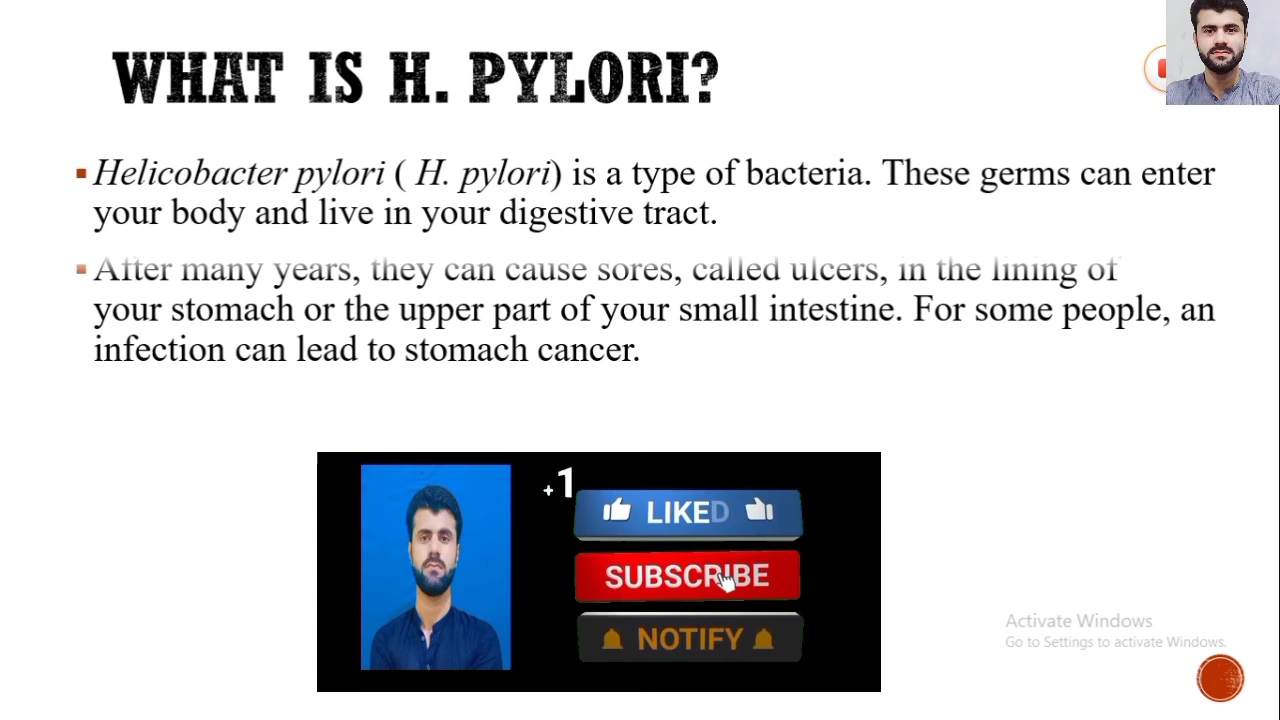 WHAT IS H. PYLORI?
▪ Helicobacter pylori ( H. pylori) is a type of bacteria. These germs can enter
your body and live in your digestive tract.
▪ After many years, they can cause sores, called ulcers, in the lining of
your stomach or the upper part of your small intestine. For some people, an
infection can lead to stomach cancer.
+1
LIKED
SUBSCRIBE
NOTIFY
Activate Windows
Go to Settings to activate Windows.